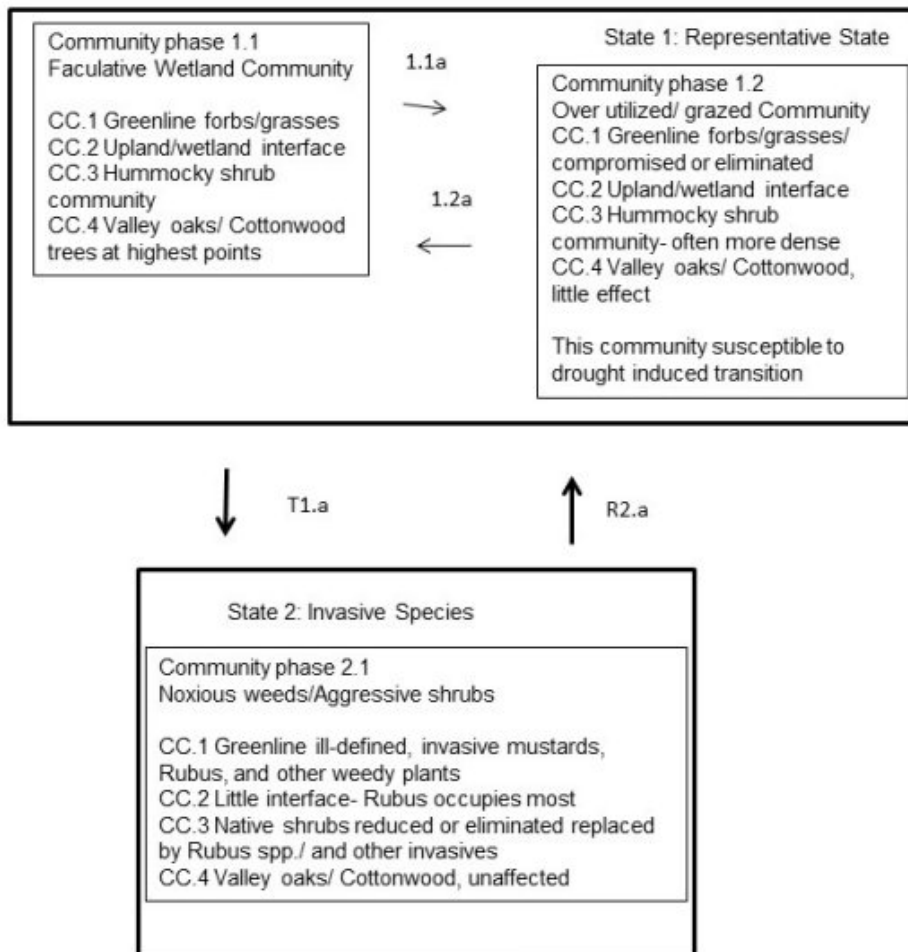 Community phase 1.1
Faculative Wetland Community
CC.1 Greenline forbs/grasses
CC.2 Upland/wetland interface
CC.3 Hummocky shrub
community
CC.4 Valley oaks/ Cottonwood
trees at highest points
1.1a
1.2a
State 1: Representative State
Community phase 1.2
Over utilized/ grazed Community
CC.1 Greenline forbs/grasses/
compromised or eliminated
CC.2 Upland/wetland interface
CC.3 Hummocky shrub
community- often more dense
CC.4 Valley oaks/ Cottonwood,
little effect
This community susceptible to
drought induced transition
T1.a
R2.a
State 2: Invasive Species
Community phase 2.1
Noxious weeds/Aggressive shrubs
CC.1 Greenline ill-defined, invasive mustards,
Rubus, and other weedy plants
CC.2 Little interface- Rubus occupies most
CC.3 Native shrubs reduced or eliminated replaced
by Rubus spp./ and other invasives
CC.4 Valley oaks/ Cottonwood, unaffected